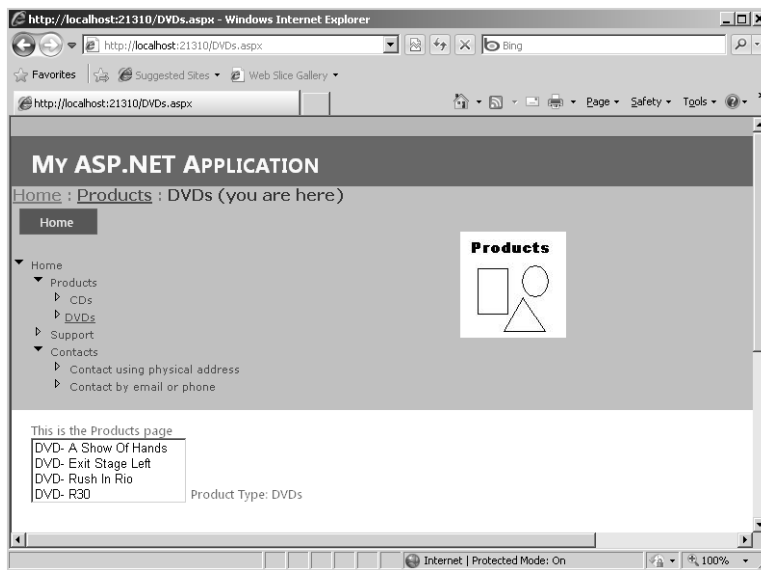 http://localhost:21310/DVDs.aspx - Windows Internet Explorer
http://localhost:21310/DVDs.aspx
Bing
Favorites Suggested Sites Web Slice Gallery
http://localhost:21310/DVDs.aspx
Page Safety Tools
MY ASP.NET APPLICATION
Home : Products : DVDs (you are here)
Home
Products
Home
Products
CDs
DVDs
Support
Contacts
Contact using physical address
Contact by email or phone
This is the Products page
DVD- A Show Of Hands
DVD- Exit Stage Left
DVD- Rush In Rio
DVD- R30
Product Type: DVDs
Internet | Protected Mode: On
100%